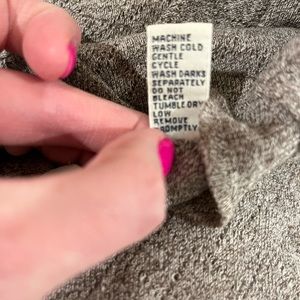 MACHINE
WASH COLD
GENTLE
CYCLE
WASH DARKS
SEPARATELY
DO NOT
BLEACH
TUMBLE DRY
LOW
REMOVE
PROMPTLY